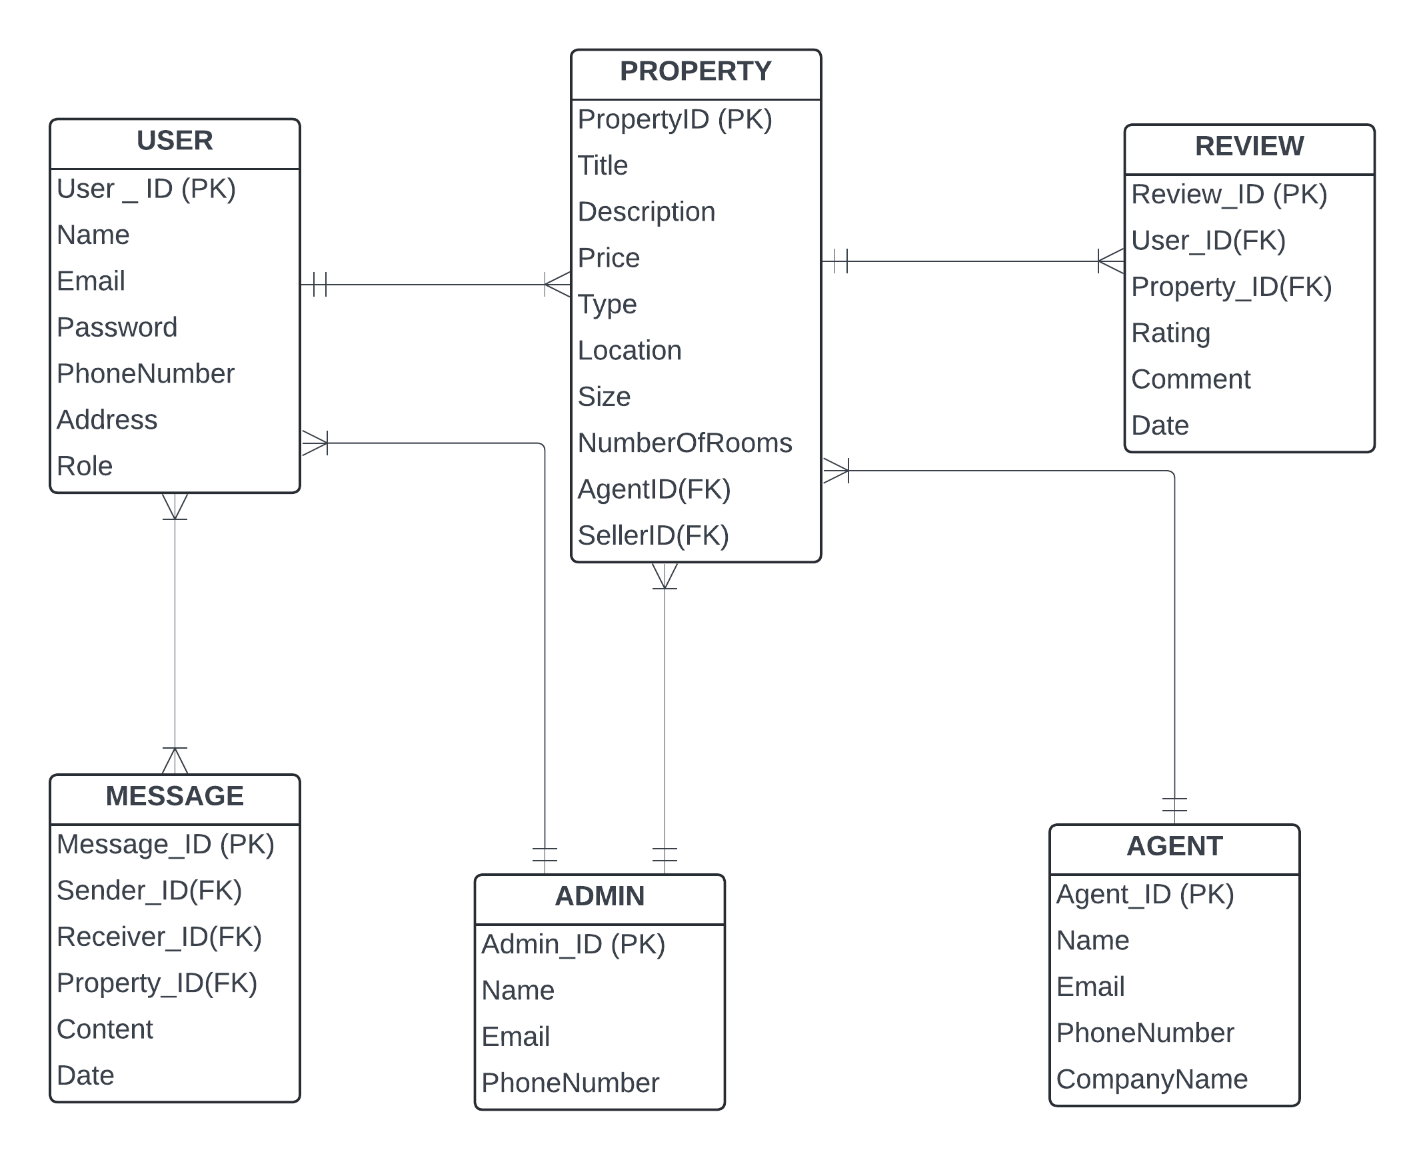 PROPERTY
PropertyID (PK)
Title
Description
Price
Type
Location
Size
NumberOfRooms
AgentID(FK)
SellerID(FK)
USER
User _ ID (PK)
Name
Email
Password
PhoneNumber
Address
Role
REVIEW
Review_ID (PK)
User_ID(FK)
Property_ID(FK)
Rating
Comment
Date
MESSAGE
Message_ID (PK)
Sender_ID(FK)
Receiver_ID(FK)
Property_ID(FK)
Content
Date
ADMIN
Admin_ID (PK)
Name
Email
PhoneNumber
AGENT
Agent_ID (PK)
Name
Email
PhoneNumber
CompanyName